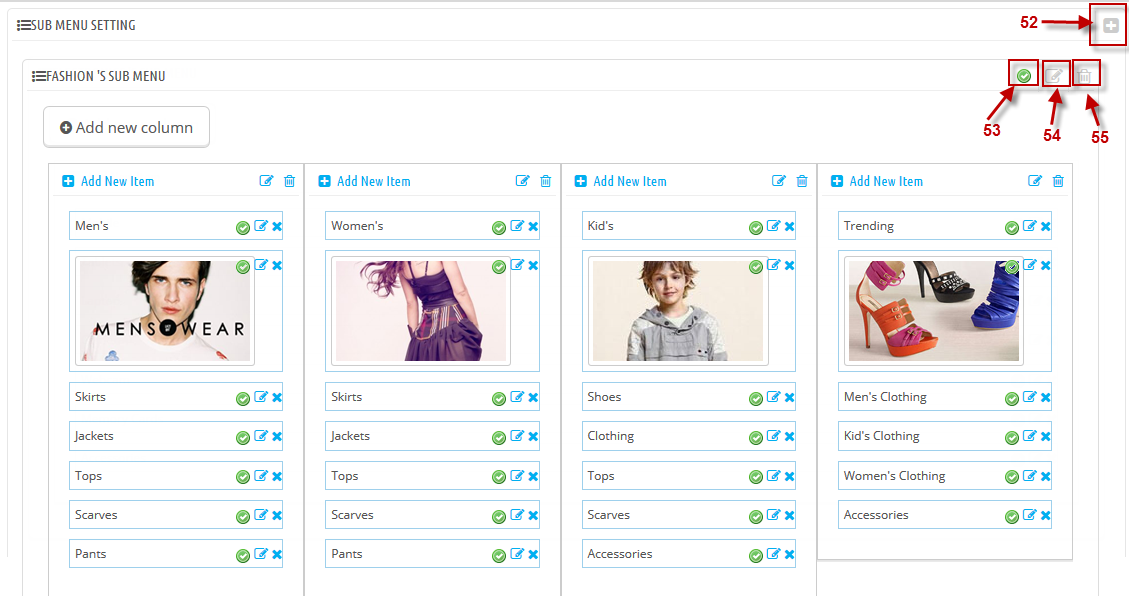 SUB MENU SETTING
52
FASHION 'S SUB MENU
53
54
55
Add new column
Add New Item
Men's
MENSWEAR
Skirts
Jackets
Tops
Scarves
Pants
Add New Item
Women's
Skirts
Jackets
Tops
Scarves
Pants
Add New Item
Kid's
Shoes
Clothing
Tops
Scarves
Accessories
Add New Item
Trending
Men's Clothing
Kid's Clothing
Women's Clothing
Accessories